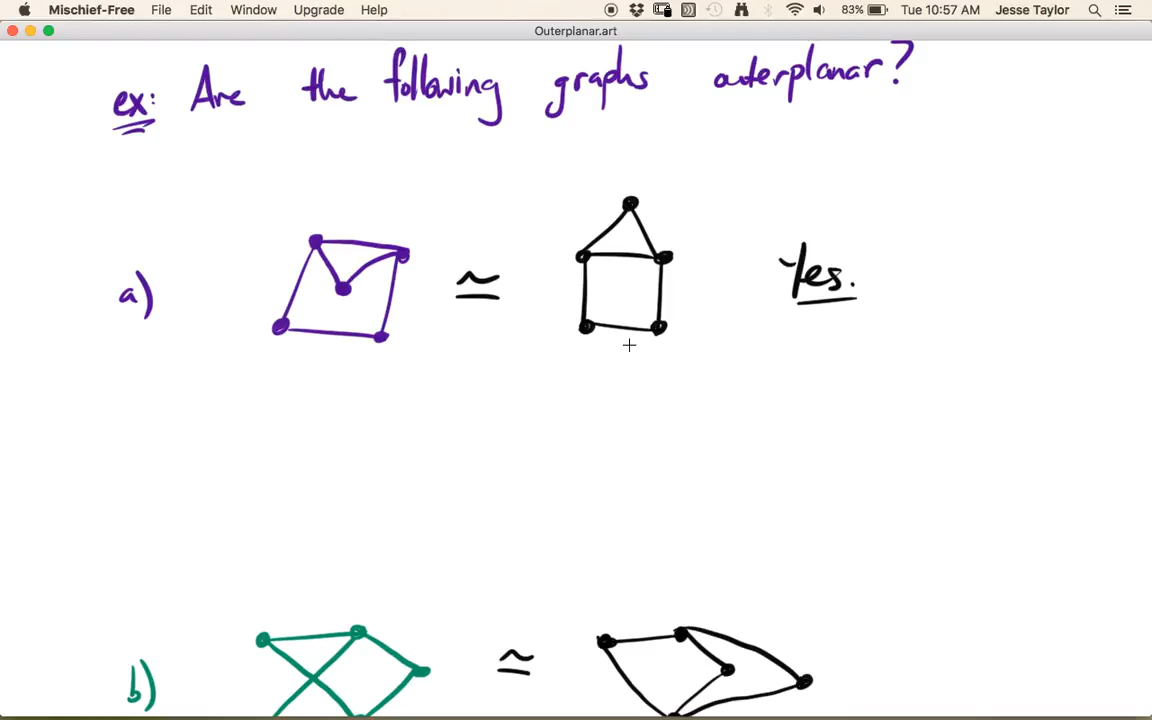 Mischief-Free File Edit Window Upgrade Help 83% Tue 10:57 AM Jesse Taylor
Outerplanar.art
ex: Are the following graphs outerplanar?
a) ≅ Yes.
b) ≅